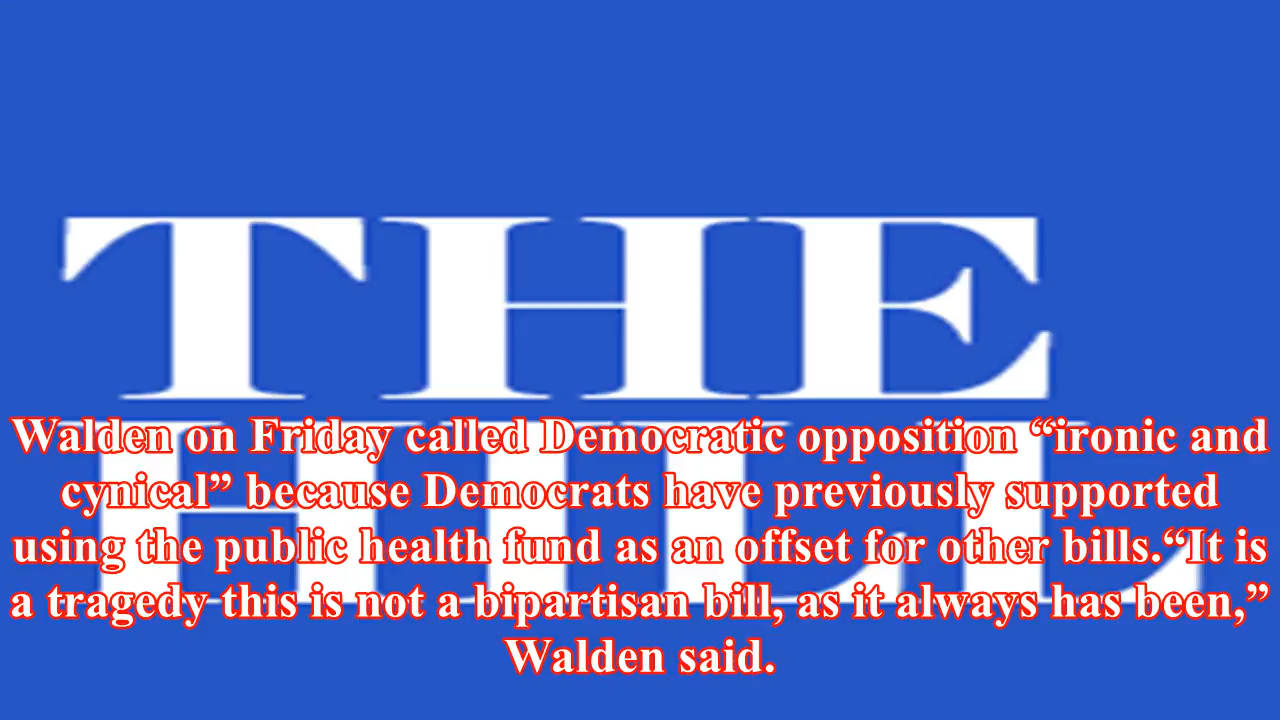 THE
HILL
Walden on Friday called Democratic opposition “ironic and
cynical” because Democrats have previously supported
using the public health fund as an offset for other bills.“It is
a tragedy this is not a bipartisan bill, as it always has been,”
Walden said.